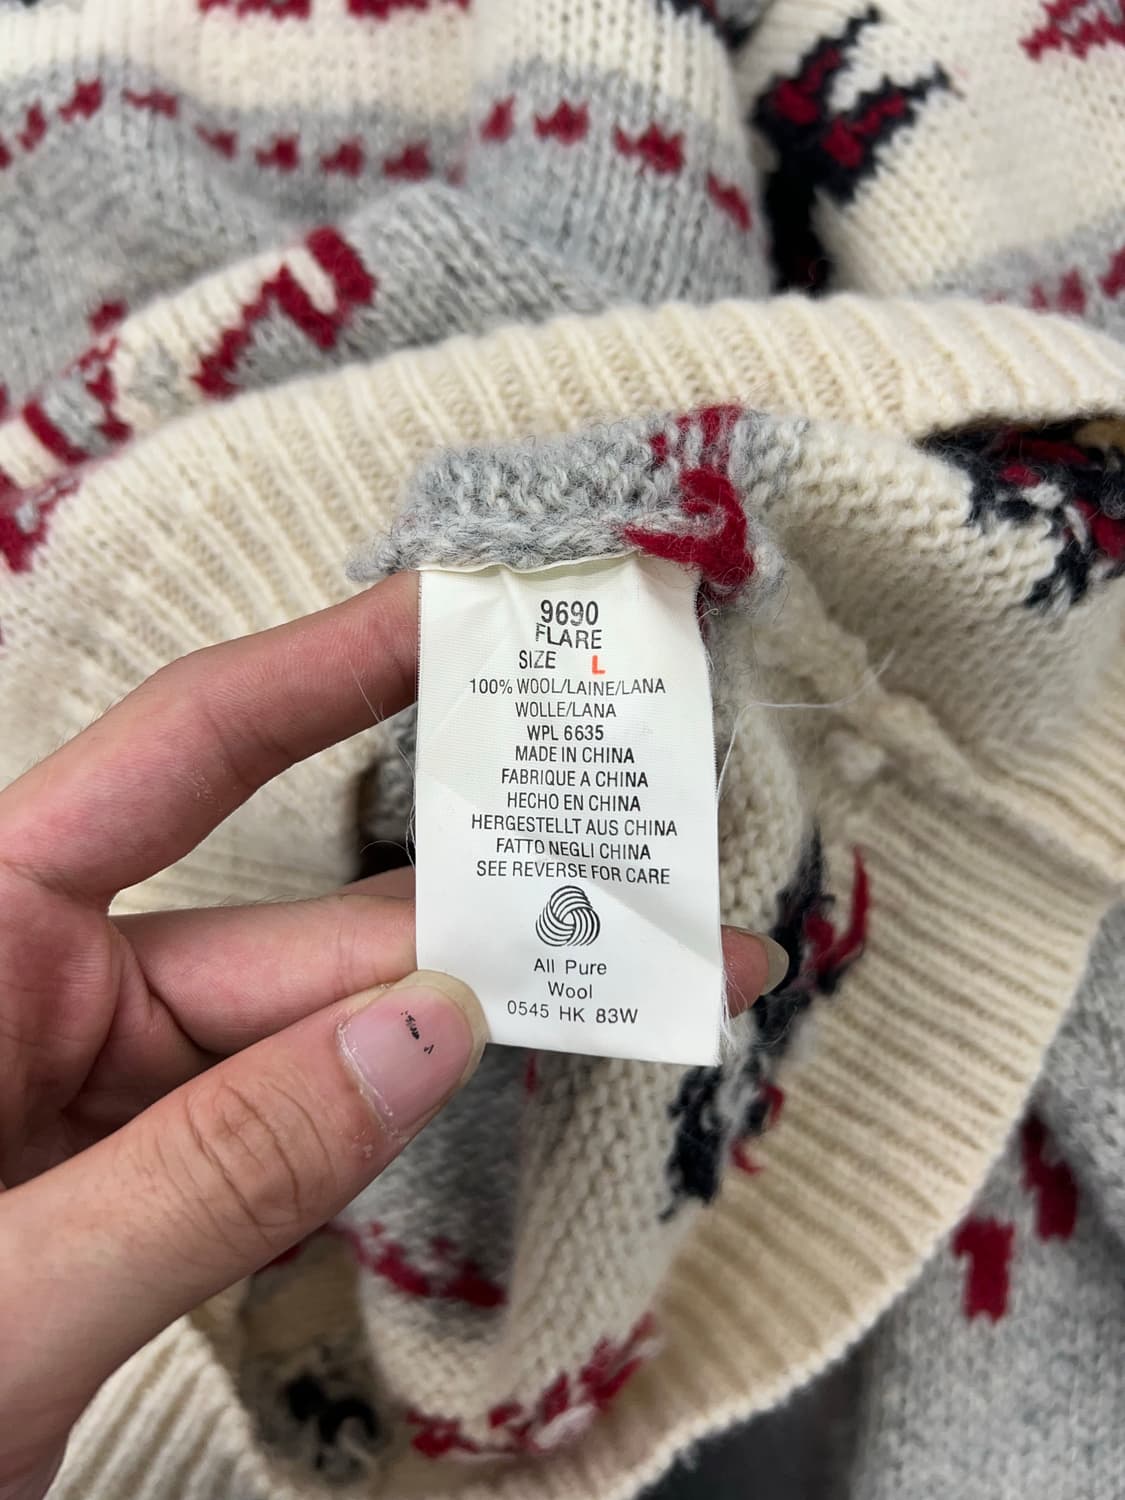 9690
FLARE
SIZE L
100% WOOL/LAINE/LANA
WOLLE/LANA
WPL 6635
MADE IN CHINA
FABRIQUE A CHINA
HECHO EN CHINA
HERGESTELLT AUS CHINA
FATTO NEGLI CHINA
SEE REVERSE FOR CARE
All Pure
Wool
0545 HK 83W